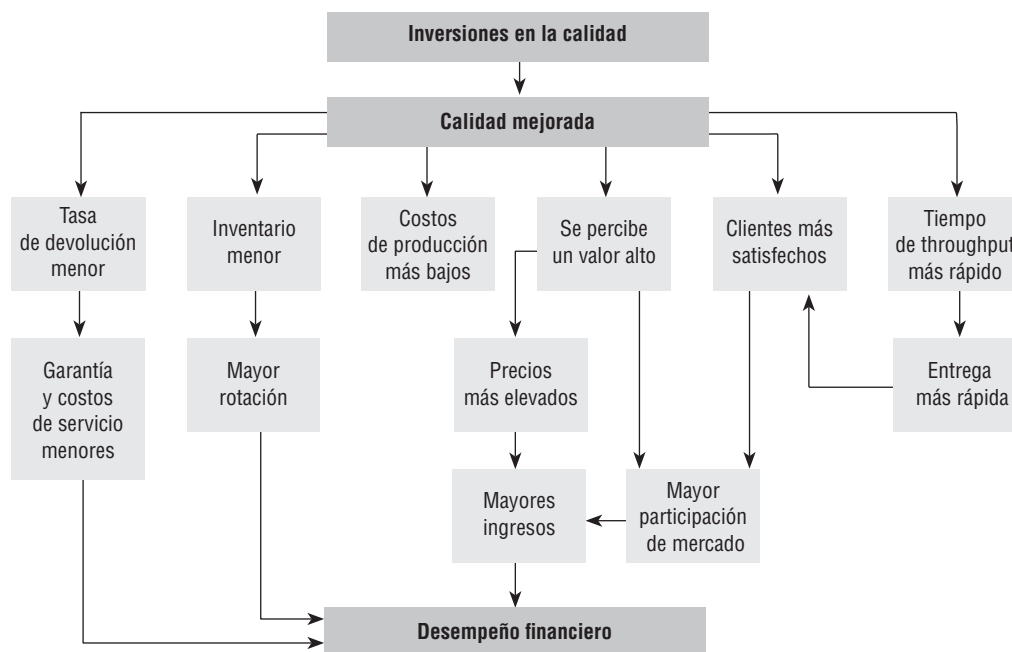 Inversiones en la calidad
Calidad mejorada
Tasa
de devolución
menor
Inventario
menor
Costos
de producción
más bajos
Se percibe
un valor alto
Clientes más
satisfechos
Tiempo
de throughput
más rápido
Garantía
y costos
de servicio
menores
Mayor
rotación
Precios
más elevados
Entrega
más rápida
Mayores
ingresos
Mayor
participación
de mercado
Desempeño financiero